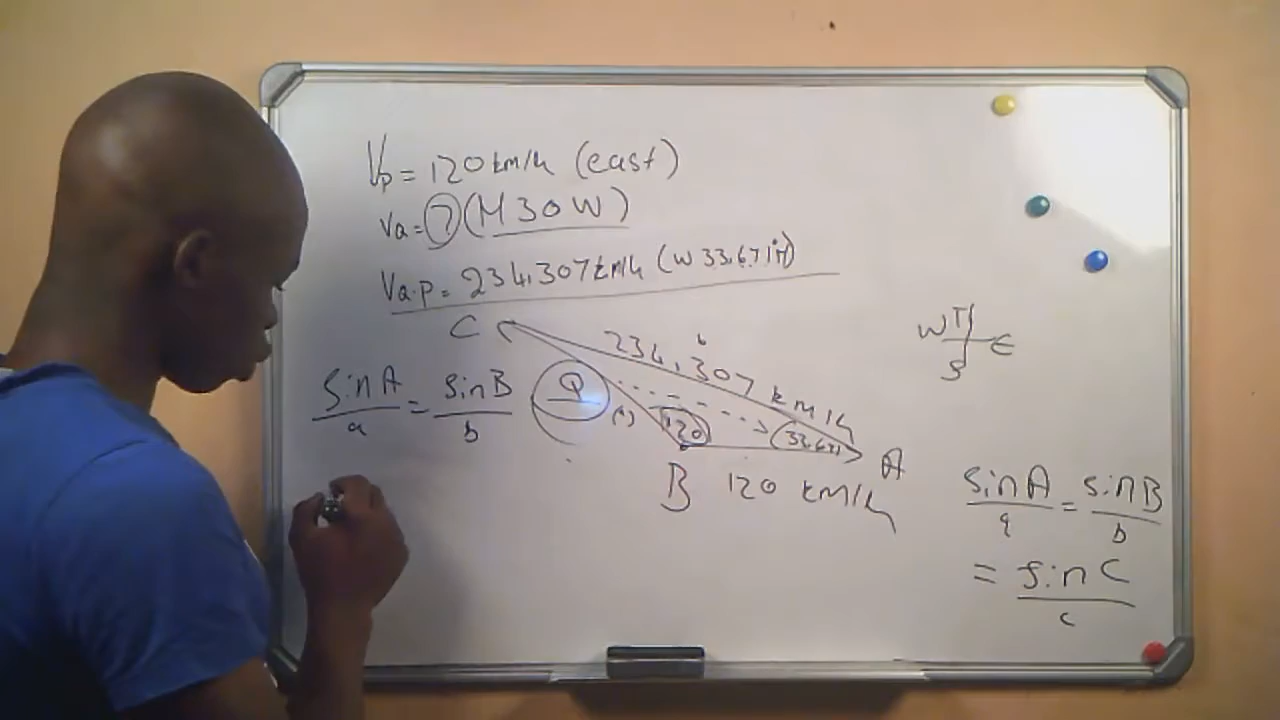 Vp = 120 km/h (east)
Va = ? (N 30 W)
Va.p = 234,307 km/h (W 33,671 N)
C
b
234,307 km/h
W N E
S
sin A / a = sin B / b
Q
120
33.671
A
B
120 km/h
sin A / a = sin B / b
= sin C / c